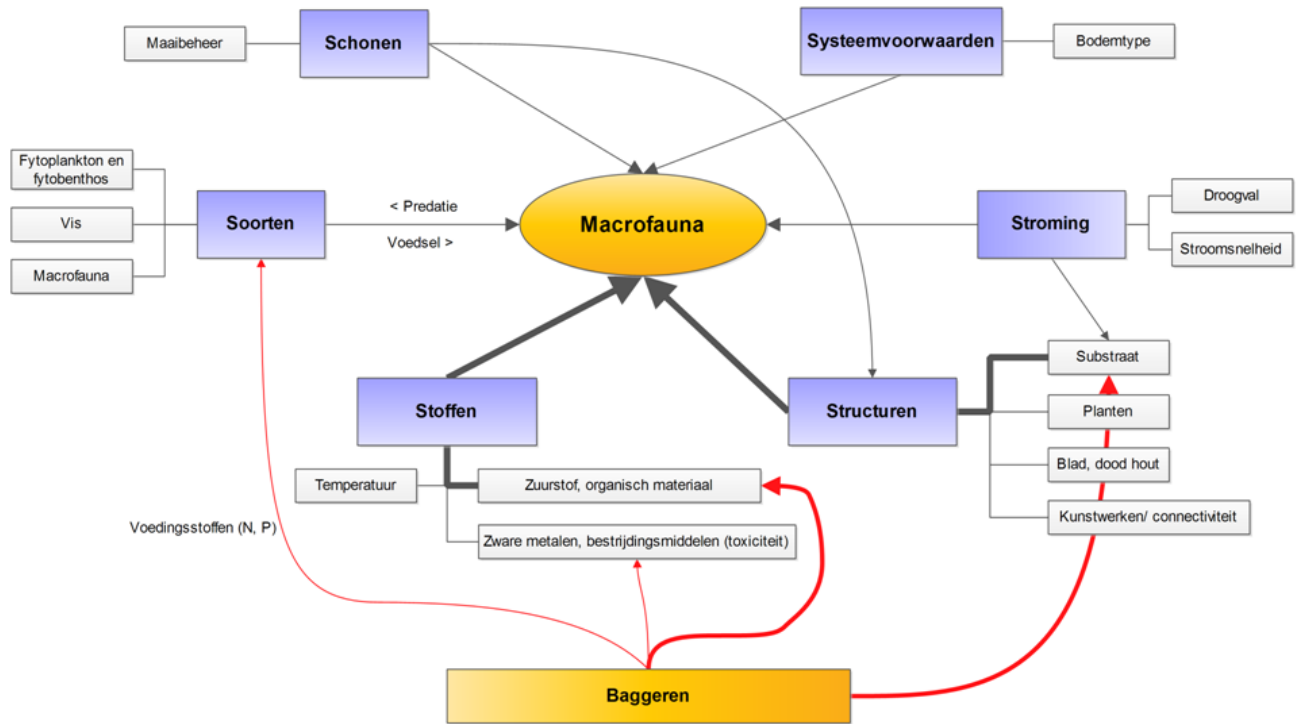 Maaibeheer
Schonen
Systeemvoorwaarden
Bodemtype
Fytoplankton en
fytobenthos
Vis
Macrofauna
Soorten
< Predatie
Voedsel >
Macrofauna
Stroming
Droogval
Stroomsnelheid
Stoffen
Structuren
Substraat
Planten
Blad, dood hout
Kunstwerken/ connectiviteit
Temperatuur
Zuurstof, organisch materiaal
Zware metalen, bestrijdingsmiddelen (toxiciteit)
Voedingsstoffen (N, P)
Baggeren